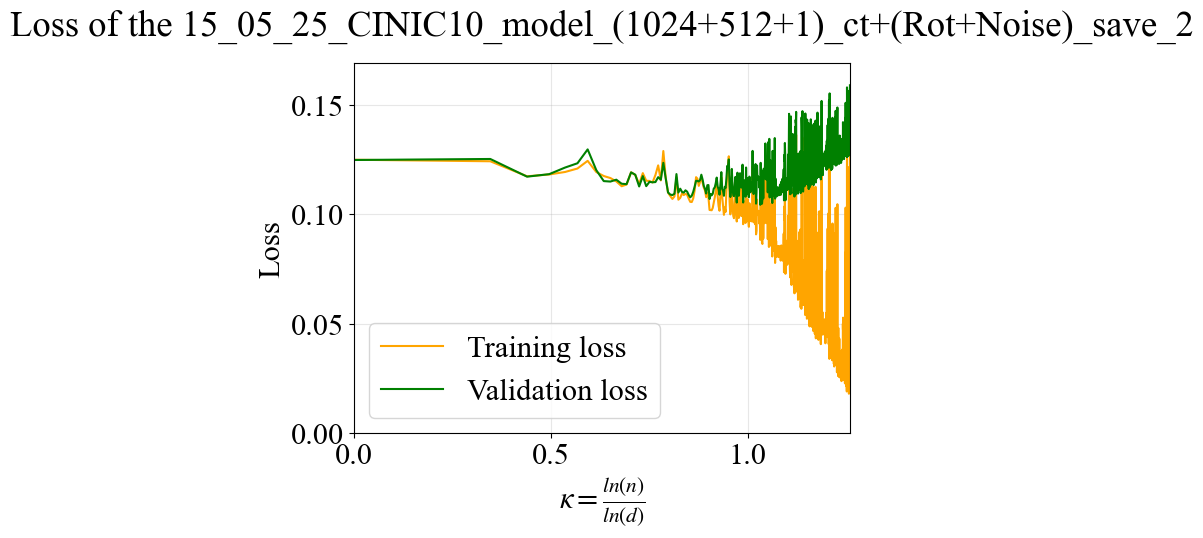 Loss of the 15_05_25_CINIC10_model_(1024+512+1)_ct+(Rot+Noise)_save_2
0.15
0.10
Loss
0.05
0.00
Training loss
Validation loss
0.0 0.5 1.0
κ = ln(n)/ln(d)